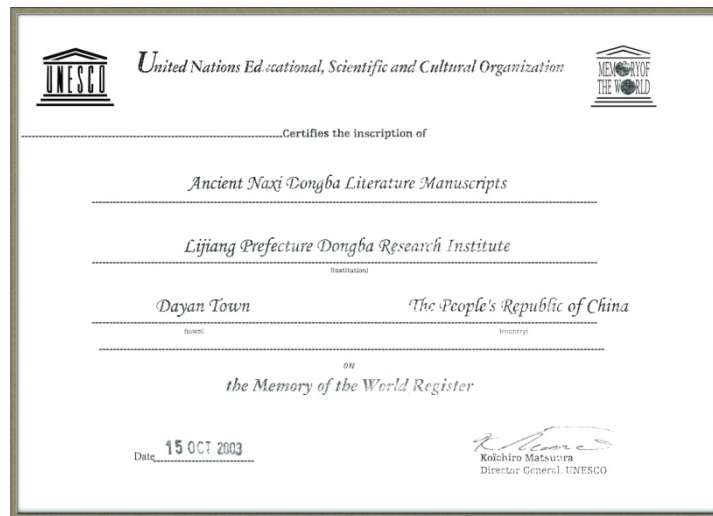 UNESCO
United Nations Educational, Scientific and Cultural Organization
MEMORY OF
THE WORLD
Certifies the inscription of
Ancient Naxi Dongba Literature Manuscripts
Lijiang Prefecture Dongba Research Institute
(institution)
Dayan Town The People's Republic of China
(town) (country)
on
the Memory of the World Register
Date 15 OCT 2003
Koïchiro Matsuura
Director-General, UNESCO